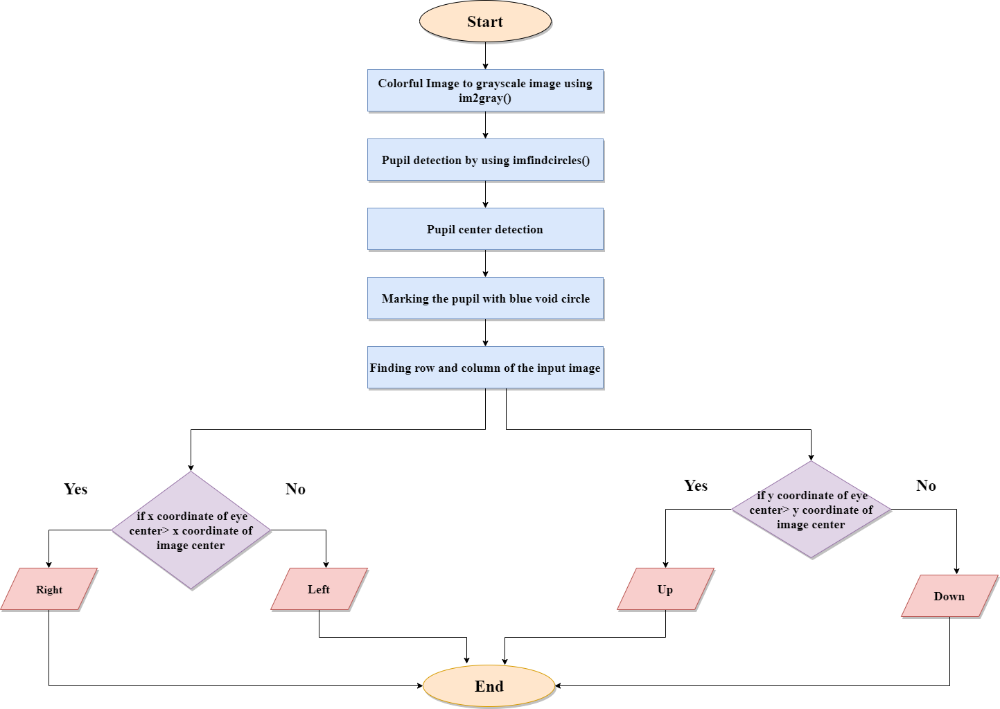 Start
Colorful Image to grayscale image using
im2gray()
Pupil detection by using imfindcircles()
Pupil center detection
Marking the pupil with blue void circle
Finding row and column of the input image
Yes
No
if x coordinate of eye
center> x coordinate of
image center
Right
Left
Yes
No
if y coordinate of eye
center> y coordinate of
image center
Up
Down
End